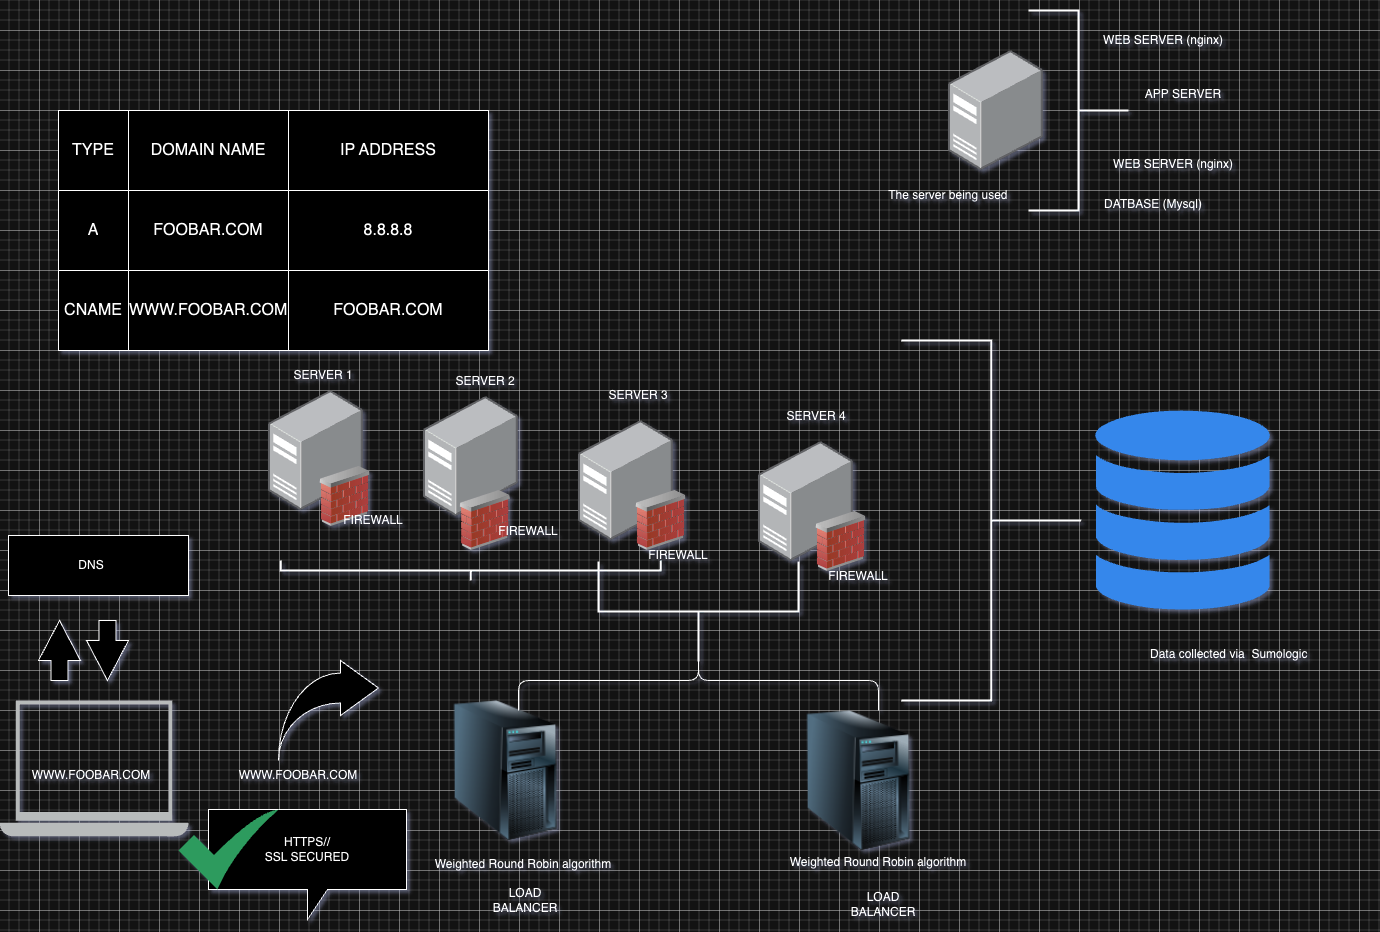 WEB SERVER (nginx)
APP SERVER
WEB SERVER (nginx)
DATBASE (Mysql)
The server being used
TYPE DOMAIN NAME IP ADDRESS
A FOOBAR.COM 8.8.8.8
CNAME WWW.FOOBAR.COM FOOBAR.COM
SERVER 1
SERVER 2
SERVER 3
SERVER 4
FIREWALL
FIREWALL
FIREWALL
FIREWALL
DNS
Data collected via Sumologic
WWW.FOOBAR.COM
WWW.FOOBAR.COM
HTTPS//
SSL SECURED
Weighted Round Robin algorithm
LOAD
BALANCER
Weighted Round Robin algorithm
LOAD
BALANCER